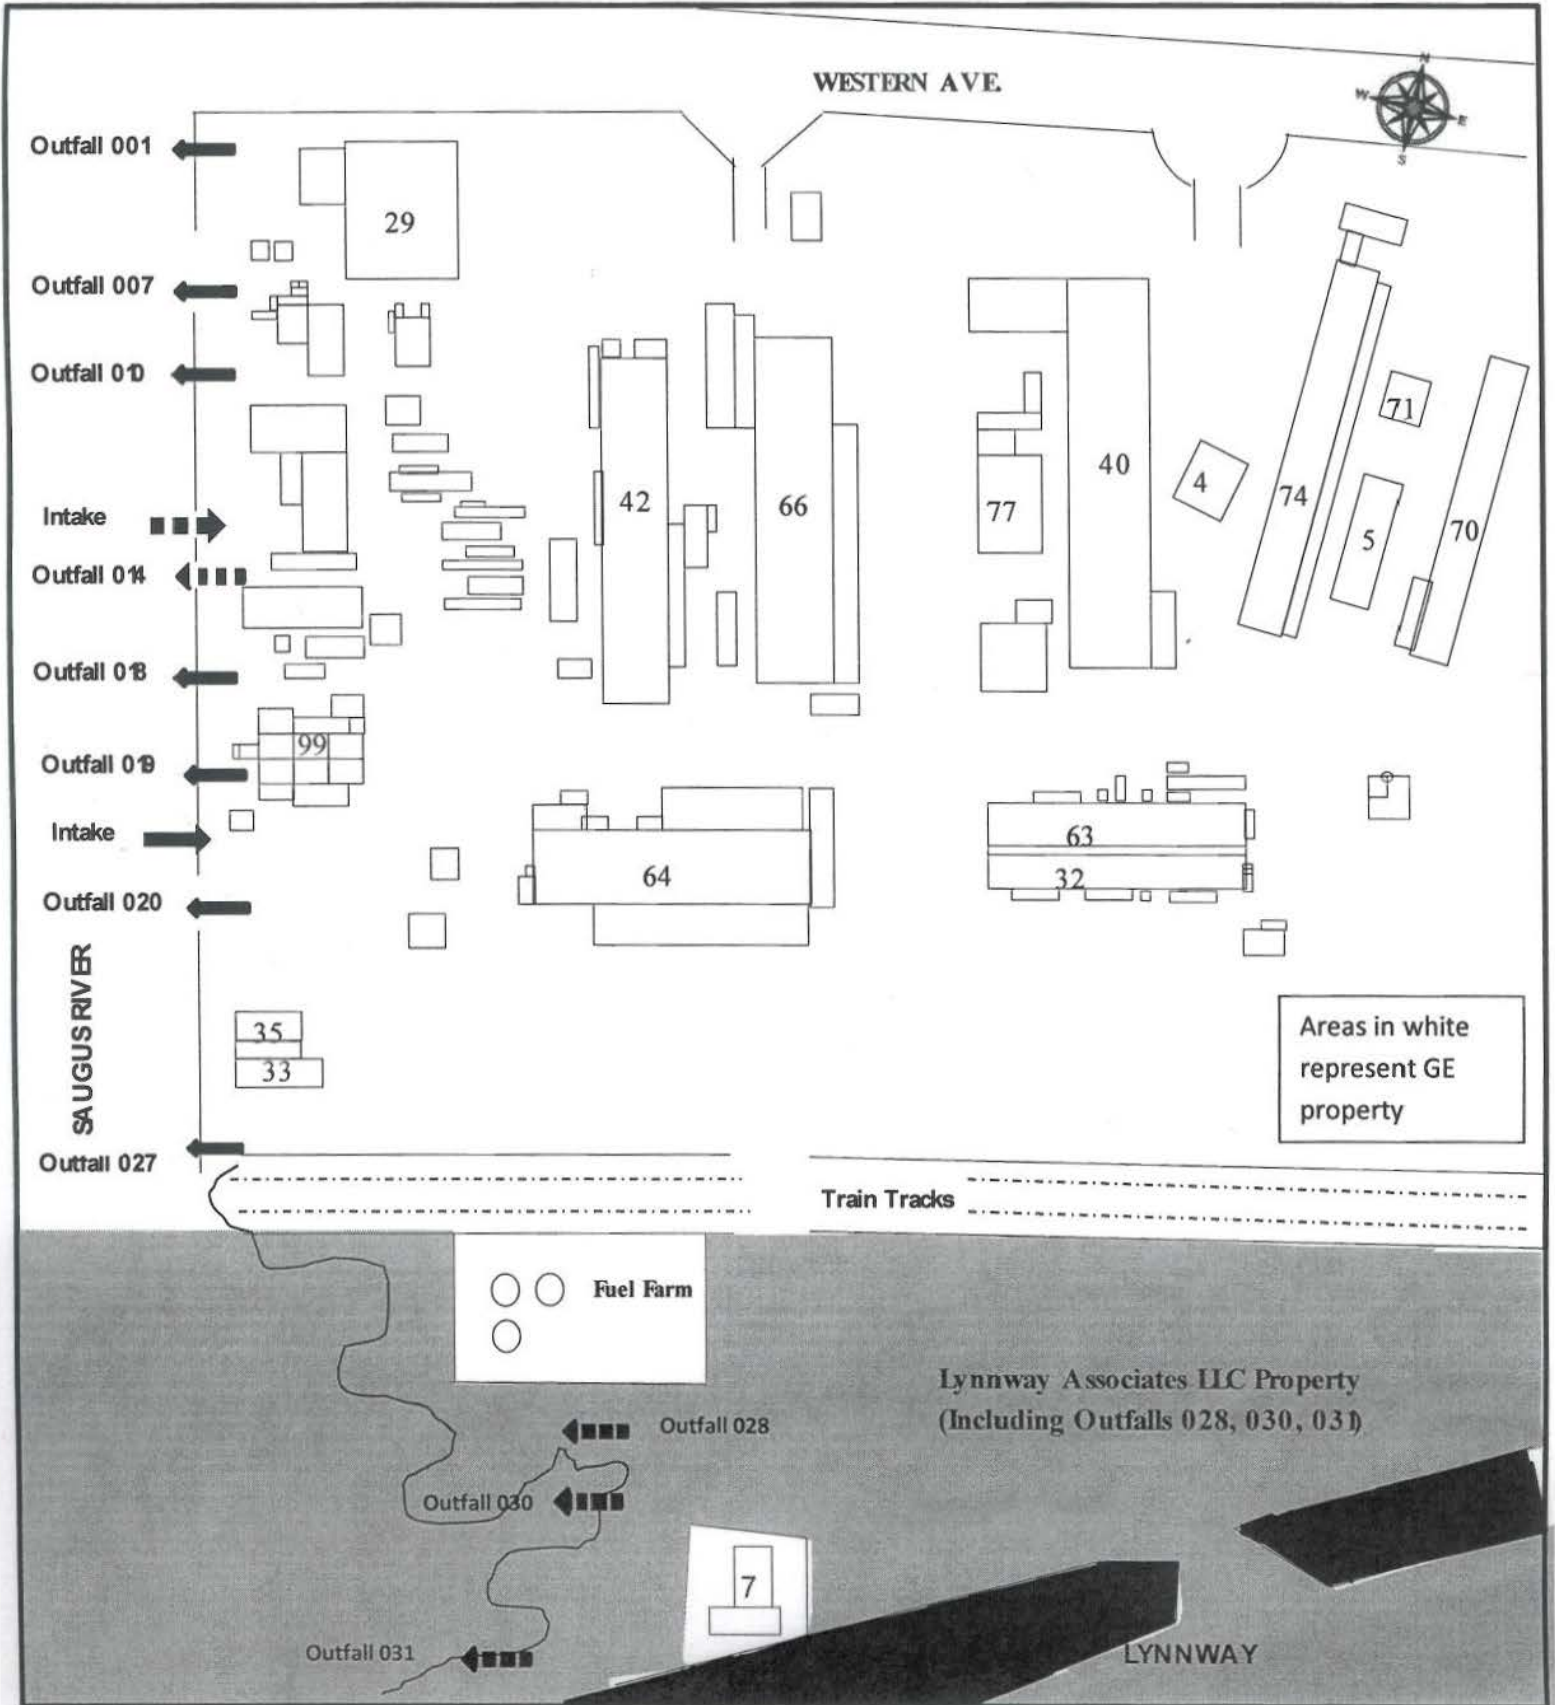 WESTERN AVE.
N
W
E
S
Outfall 001
29
Outfall 007
Outfall 010
71
40
4
74
42
66
77
70
5
Intake
Outfall 014
Outfall 018
99
Outfall 019
Intake
63
64
32
Outfall 020
SAUGUS RIVER
35
33
Areas in white
represent GE
property
Outfall 027
Train Tracks
Fuel Farm
Lynnway Associates LLC Property
(Including Outfalls 028, 030, 031)
Outfall 028
Outfall 030
7
Outfall 031
LYNNWAY